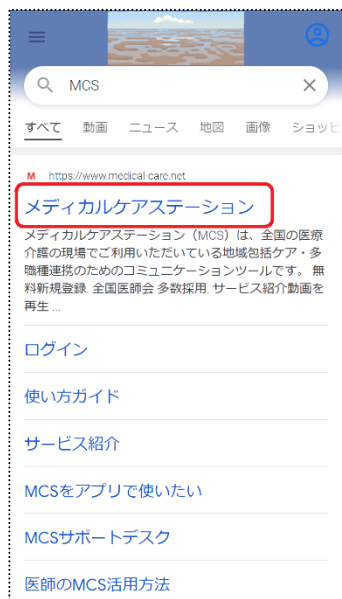 MCS
すべて 動画 ニュース 地図 画像 ショッピ
M https://www.medical-care.net
メディカルケアステーション
メディカルケアステーション（MCS）は、全国の医療
介護の現場でご利用いただいている地域包括ケア・多
職種連携のためのコミュニケーションツールです。 無
料新規登録. 全国医師会 多数採用. サービス紹介動画を
再生 ...
ログイン
使い方ガイド
サービス紹介
MCSをアプリで使いたい
MCSサポートデスク
医師のMCS活用方法